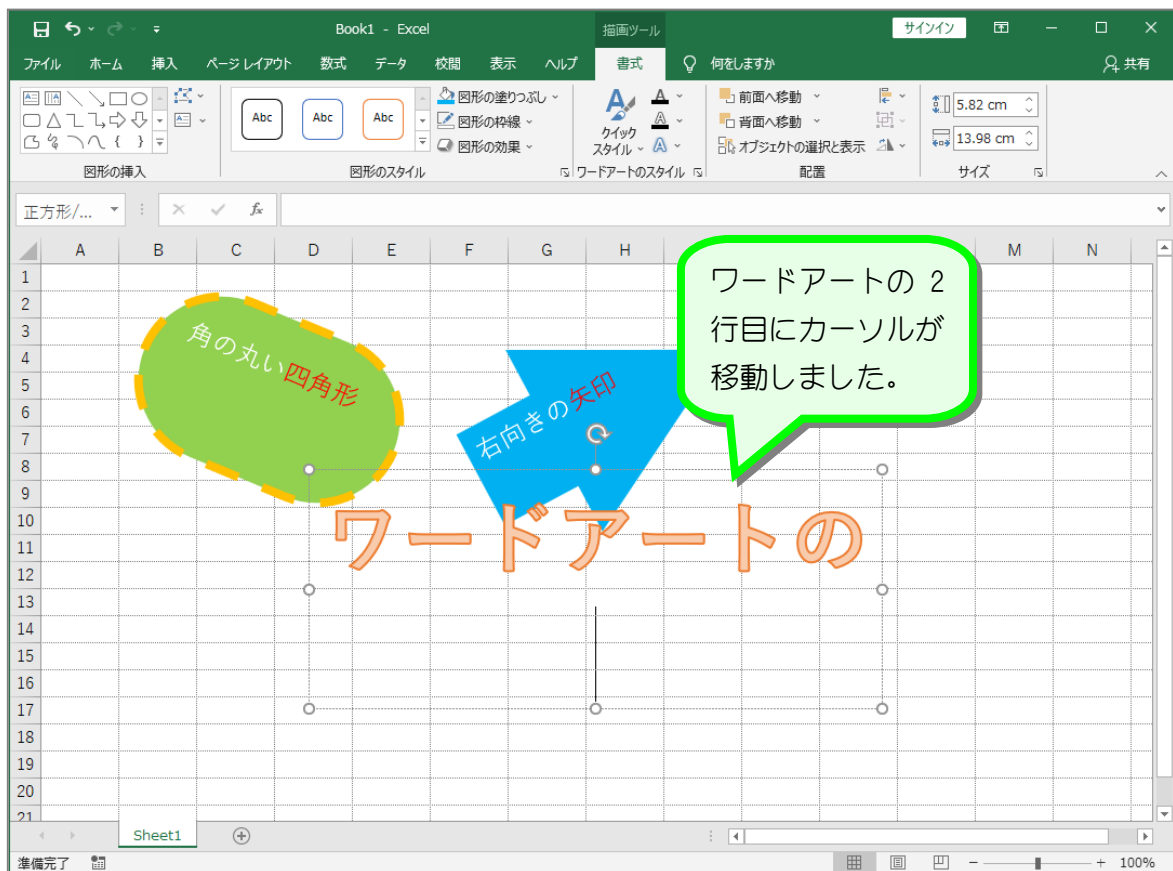 Book1 - Excel
描画ツール
サインイン
ファイル ホーム 挿入 ページ レイアウト 数式 データ 校閲 表示 ヘルプ 書式 何をしますか 共有
Abc Abc Abc
図形の塗りつぶし
図形の枠線
図形の効果
クイック
スタイル
前面へ移動
背面へ移動
オブジェクトの選択と表示
5.82 cm
13.98 cm
図形の挿入 図形のスタイル ワードアートのスタイル 配置 サイズ
正方形/... fx
A B C D E F G H M N
1
2
3
4
5
6
7
8
9
10
11
12
13
14
15
16
17
18
19
20
21
角の丸い四角形
右向きの矢印
ワードアートの 2
行目にカーソルが
移動しました。
ワードアートの
Sheet1
準備完了
100%